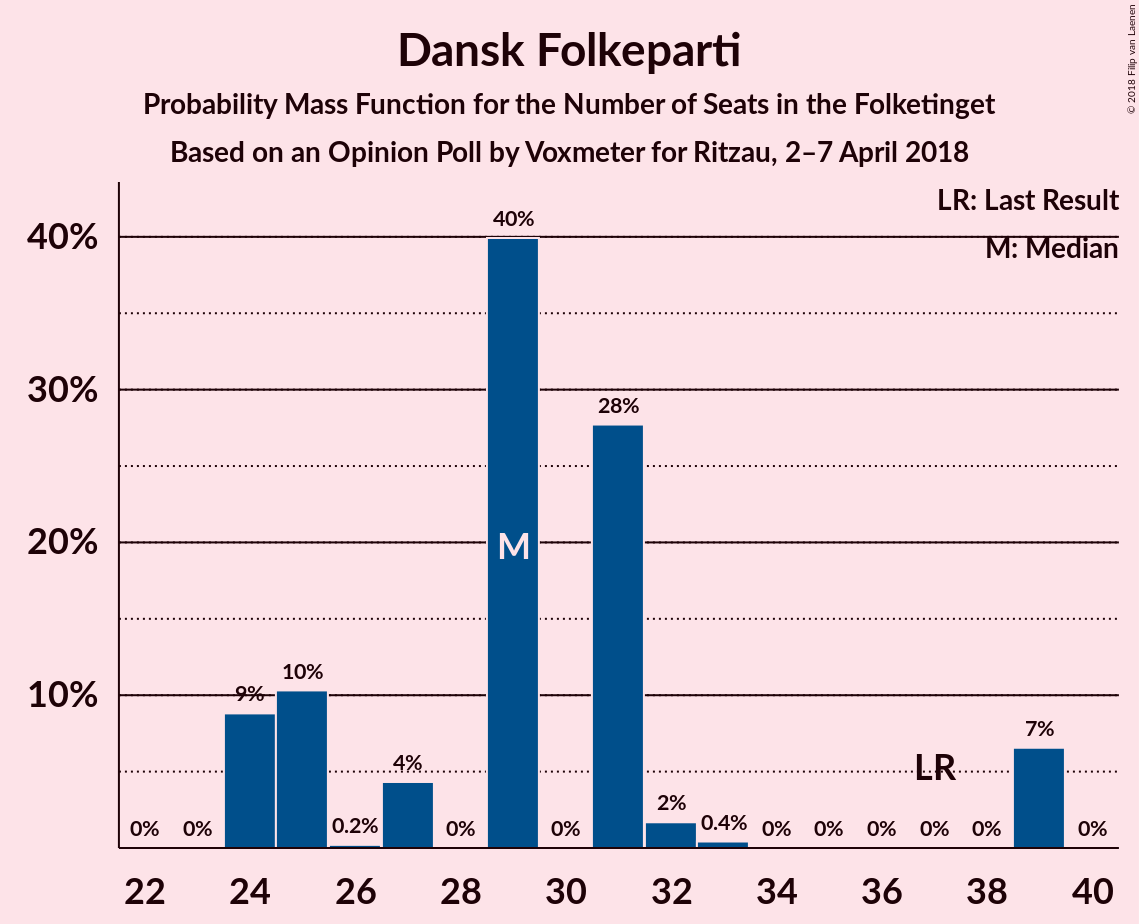 Dansk Folkeparti
Probability Mass Function for the Number of Seats in the Folketinget
Based on an Opinion Poll by Voxmeter for Ritzau, 2–7 April 2018
© 2018 Filip van Laenen
LR: Last Result
M: Median
40%
30%
20%
10%
0%
0%
9%
10%
0.2%
4%
0%
40%
M
0%
28%
2%
0.4%
0%
0%
0%
0%
LR
0%
7%
0%
22 24 26 28 30 32 34 36 38 40